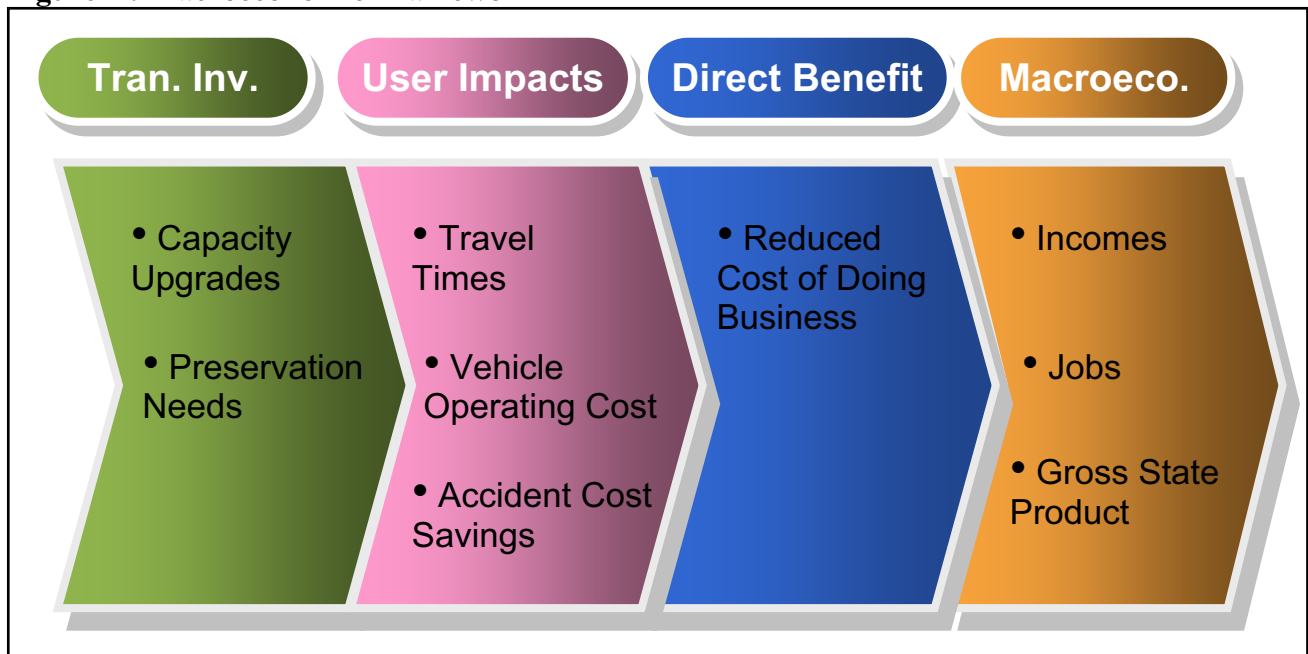 Tran. Inv.
User Impacts
Direct Benefit
Macroeco.
• Capacity
Upgrades
• Preservation
Needs
• Travel
Times
• Vehicle
Operating Cost
• Accident Cost
Savings
• Reduced
Cost of Doing
Business
• Incomes
• Jobs
• Gross State
Product